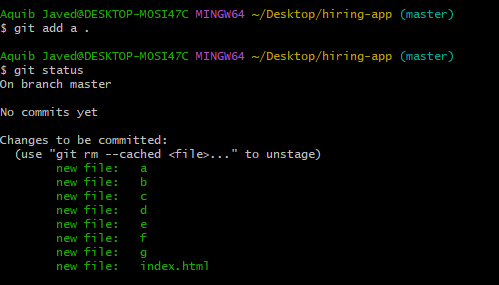 Aquib Javed@DESKTOP-MOSI47C MINGW64 ~/Desktop/hiring-app (master)
$ git add a .
Aquib Javed@DESKTOP-MOSI47C MINGW64 ~/Desktop/hiring-app (master)
$ git status
On branch master
No commits yet
Changes to be committed:
  (use "git rm --cached <file>..." to unstage)
        new file:   a
        new file:   b
        new file:   c
        new file:   d
        new file:   e
        new file:   f
        new file:   g
        new file:   index.html